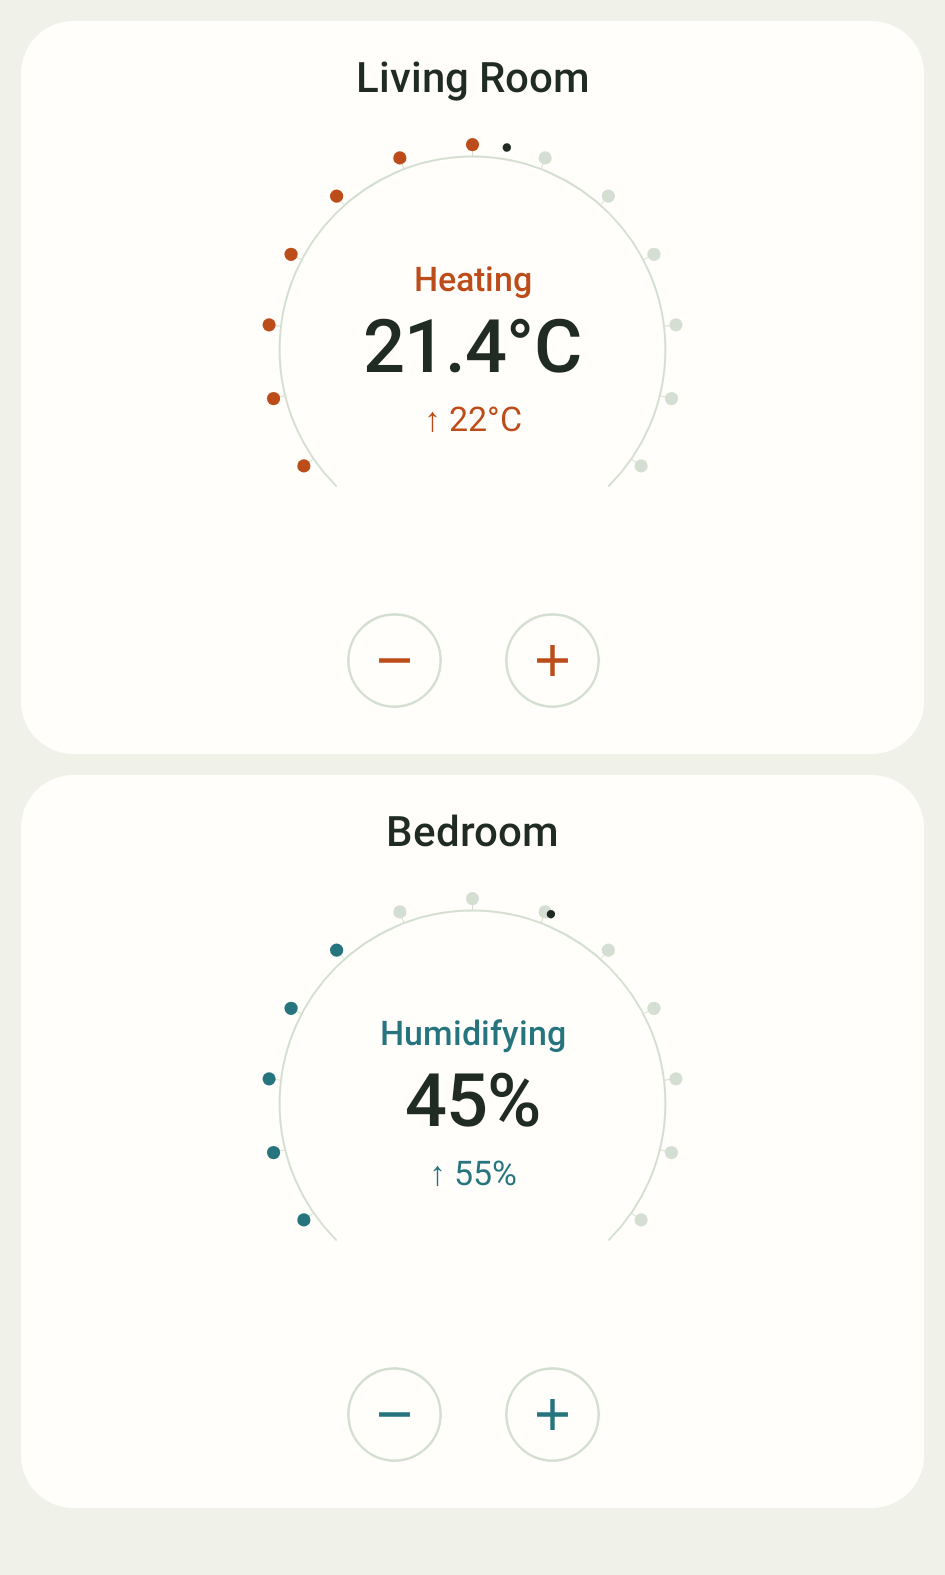 Living Room
Heating
21.4°C
↑ 22°C
Bedroom
Humidifying
45%
↑ 55%